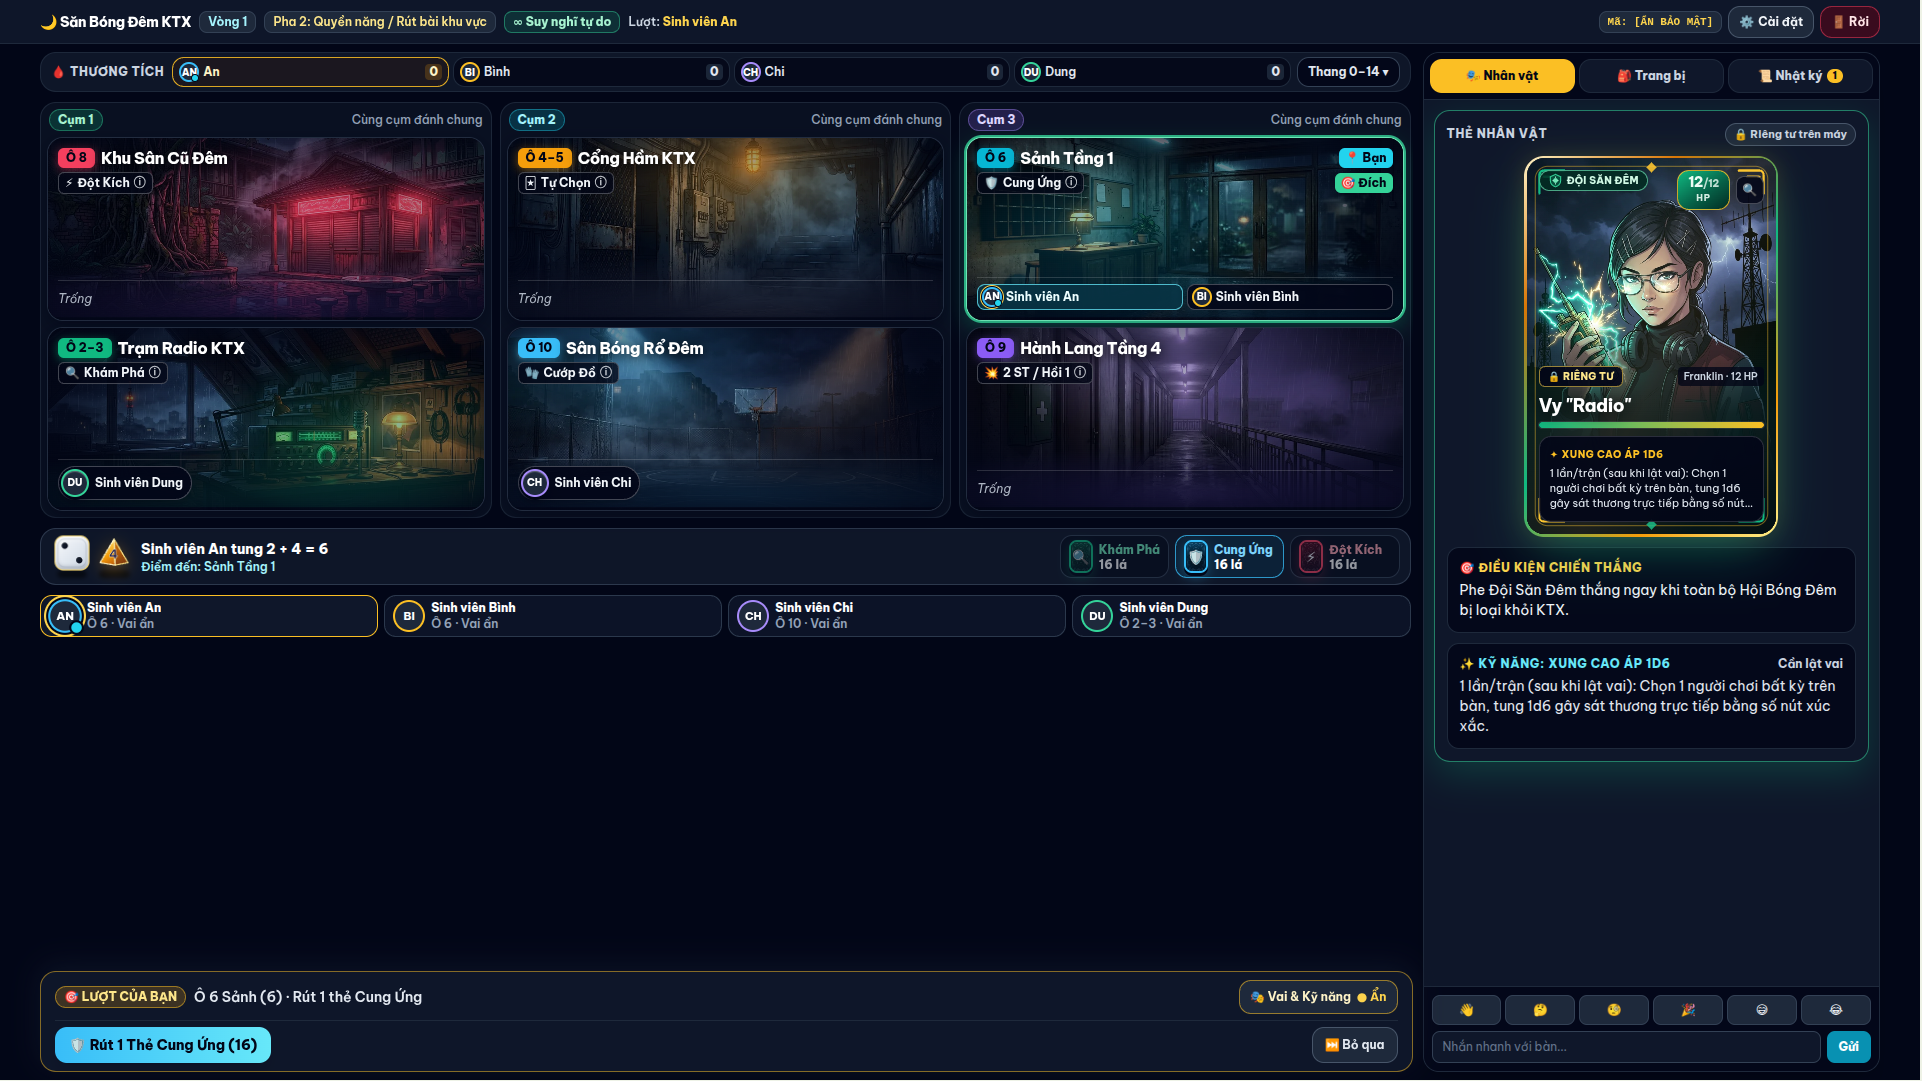 🌙 Săn Bóng Đêm KTX
Vòng 1
Pha 2: Quyền năng / Rút bài khu vực
∞ Suy nghĩ tự do
Lượt: Sinh viên An
Mã: [ẨN BẢO MẬT]
⚙️ Cài đặt
🚪 Rời
🩸 THƯƠNG TÍCH
AN An 0
BI Bình 0
CH Chi 0
DU Dung 0
Thang 0–14 ▾
Cụm 1
Cùng cụm đánh chung
Ô 8 Khu Sân Cũ Đêm
⚡ Đột Kích ⓘ
Trống
Ô 2–3 Trạm Radio KTX
🔍 Khám Phá ⓘ
DU Sinh viên Dung
Cụm 2
Cùng cụm đánh chung
Ô 4–5 Cổng Hầm KTX
🃏 Tự Chọn ⓘ
Trống
Ô 10 Sân Bóng Rổ Đêm
🧤 Cướp Đồ ⓘ
CH Sinh viên Chi
Cụm 3
Cùng cụm đánh chung
Ô 6 Sảnh Tầng 1
📍 Bạn
🛡️ Cung Ứng ⓘ
🎯 Đích
AN Sinh viên An
BI Sinh viên Bình
Ô 9 Hành Lang Tầng 4
💥 2 ST / Hồi 1 ⓘ
Trống
4
Sinh viên An tung 2 + 4 = 6
Điểm đến: Sảnh Tầng 1
Khám Phá
16 lá
Cung Ứng
16 lá
Đột Kích
16 lá
AN Sinh viên An
Ô 6 · Vai ẩn
BI Sinh viên Bình
Ô 6 · Vai ẩn
CH Sinh viên Chi
Ô 10 · Vai ẩn
DU Sinh viên Dung
Ô 2–3 · Vai ẩn
🎯 LƯỢT CỦA BẠN
Ô 6 Sảnh (6) · Rút 1 thẻ Cung Ứng
🎭 Vai & Kỹ năng ● Ẩn
🛡️ Rút 1 Thẻ Cung Ứng (16)
⏭️ Bỏ qua
🎭 Nhân vật
🎒 Trang bị
📜 Nhật ký 1
THẺ NHÂN VẬT
🔒 Riêng tư trên máy
ĐỘI SĂN ĐÊM
12/12
HP
🔒 RIÊNG TƯ
Franklin · 12 HP
Vy "Radio"
✦ XUNG CAO ÁP 1D6
1 lần/trận (sau khi lật vai): Chọn 1
người chơi bất kỳ trên bàn, tung 1d6
gây sát thương trực tiếp bằng số nút...
🎯 ĐIỀU KIỆN CHIẾN THẮNG
Phe Đội Săn Đêm thắng ngay khi toàn bộ Hội Bóng Đêm
bị loại khỏi KTX.
✨ KỸ NĂNG: XUNG CAO ÁP 1D6
Cần lật vai
1 lần/trận (sau khi lật vai): Chọn 1 người chơi bất kỳ trên
bàn, tung 1d6 gây sát thương trực tiếp bằng số nút xúc
xắc.
Nhắn nhanh với bàn...
Gửi